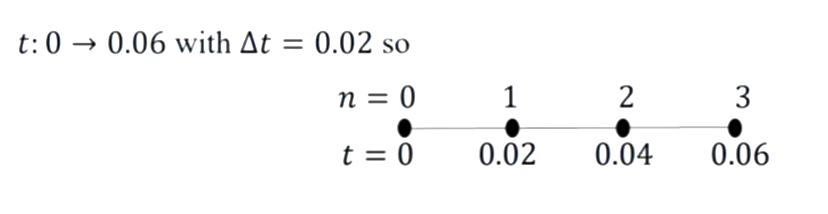 t: 0 → 0.06 with Δt = 0.02 so
n = 0 1 2 3
t = 0 0.02 0.04 0.06